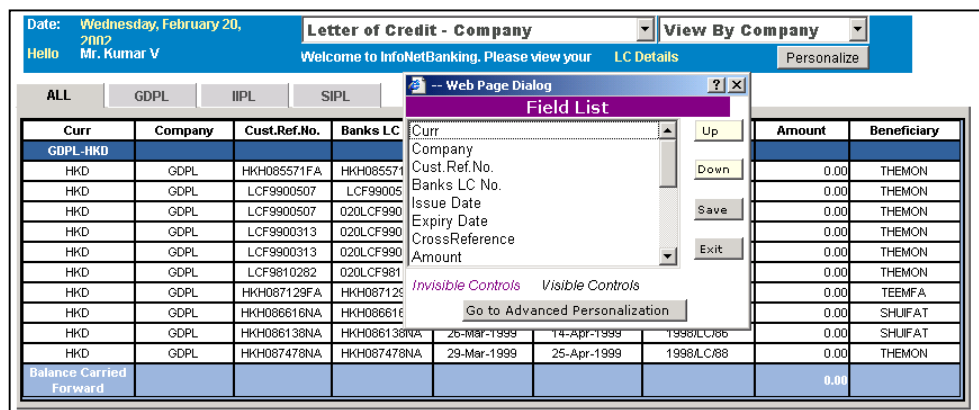 Date: Wednesday, February 20, 2002
Letter of Credit - Company View By Company
Hello Mr. Kumar V Welcome to InfoNetBanking. Please view your LC Details Personalize
ALL GDPL IIPL SIPL
-- Web Page Dialog
Field List
Curr
Company
Cust.Ref.No.
Banks LC No.
Issue Date
Expiry Date
CrossReference
Amount
Up
Down
Save
Exit
Invisible Controls Visible Controls
Go to Advanced Personalization
Curr Company Cust.Ref.No. Banks LC Amount Beneficiary
GDPL-HKD
HKD GDPL HKH085571FA HKH085571 0.00 THEMON
HKD GDPL LCF9900507 LCF99005 0.00 THEMON
HKD GDPL LCF9900507 020LCF990 0.00 THEMON
HKD GDPL LCF9900313 020LCF990 0.00 THEMON
HKD GDPL LCF9900313 020LCF990 0.00 THEMON
HKD GDPL LCF9810282 020LCF981 0.00 THEMON
HKD GDPL HKH087129FA HKH087129 0.00 TEEMFA
HKD GDPL HKH086616NA HKH086616 0.00 SHUIFAT
HKD GDPL HKH086138NA HKH086138NA 26-Mar-1999 14-Apr-1999 1998/LC/86 0.00 SHUIFAT
HKD GDPL HKH087478NA HKH087478NA 29-Mar-1999 25-Apr-1999 1998/LC/88 0.00 THEMON
Balance Carried Forward 0.00